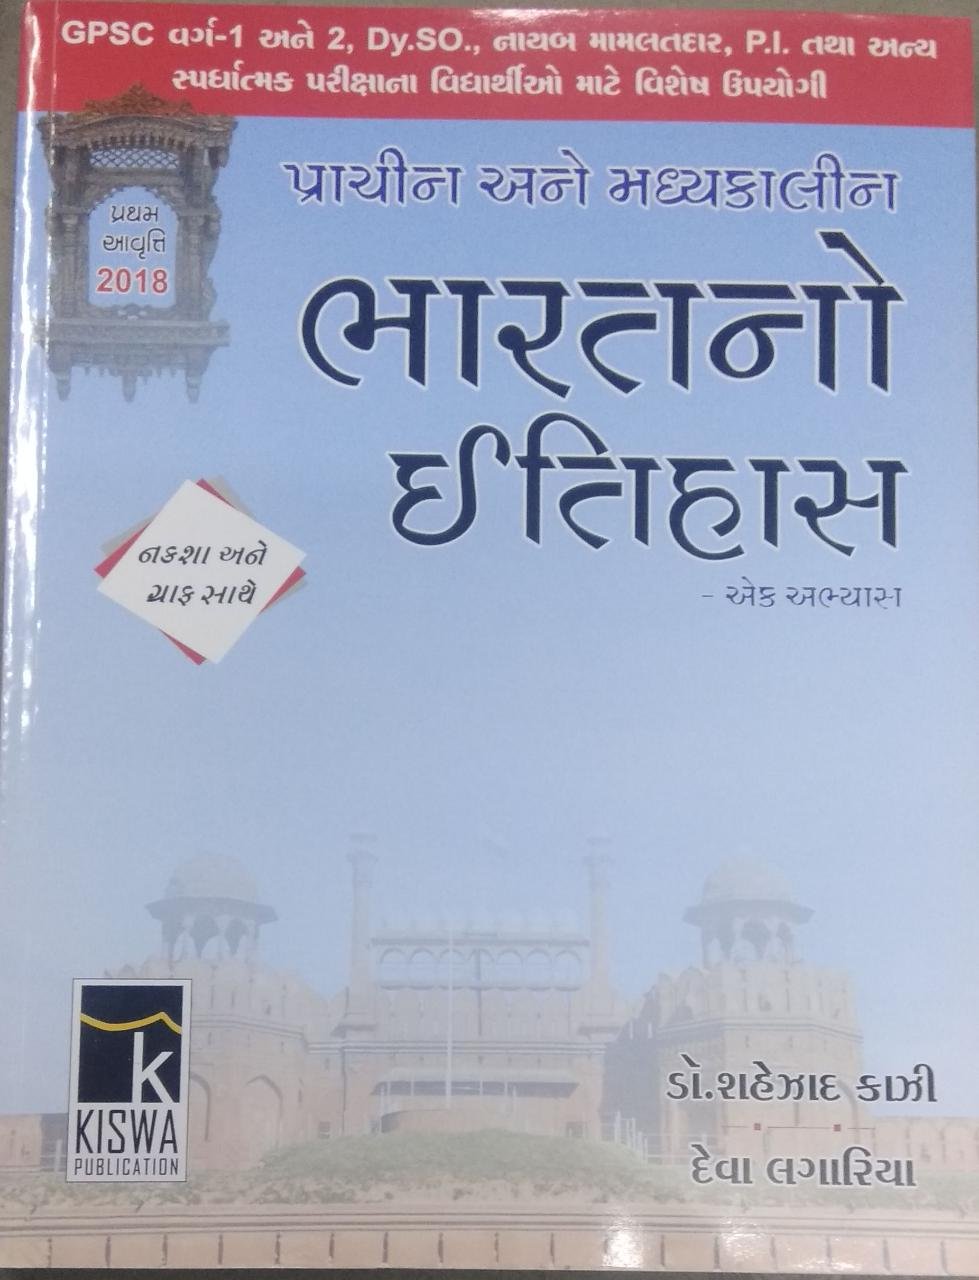 GPSC વર્ગ-1 અને 2, Dy.SO., નાયબ મામલતદાર, P.I. તથા અન્ય
સ્પર્ધાત્મક પરીક્ષાના વિદ્યાર્થીઓ માટે વિશેષ ઉપયોગી
પ્રથમ
આવૃત્તિ
2018
પ્રાચીન અને મધ્યકાલીન
ભારતનો
ઈતિહાસ
- એક અભ્યાસ
નકશા અને
ગ્રાફ સાથે
k
KISWA
PUBLICATION
ડૉ.શહેઝાદ કાઝી
દેવા લગારિયા